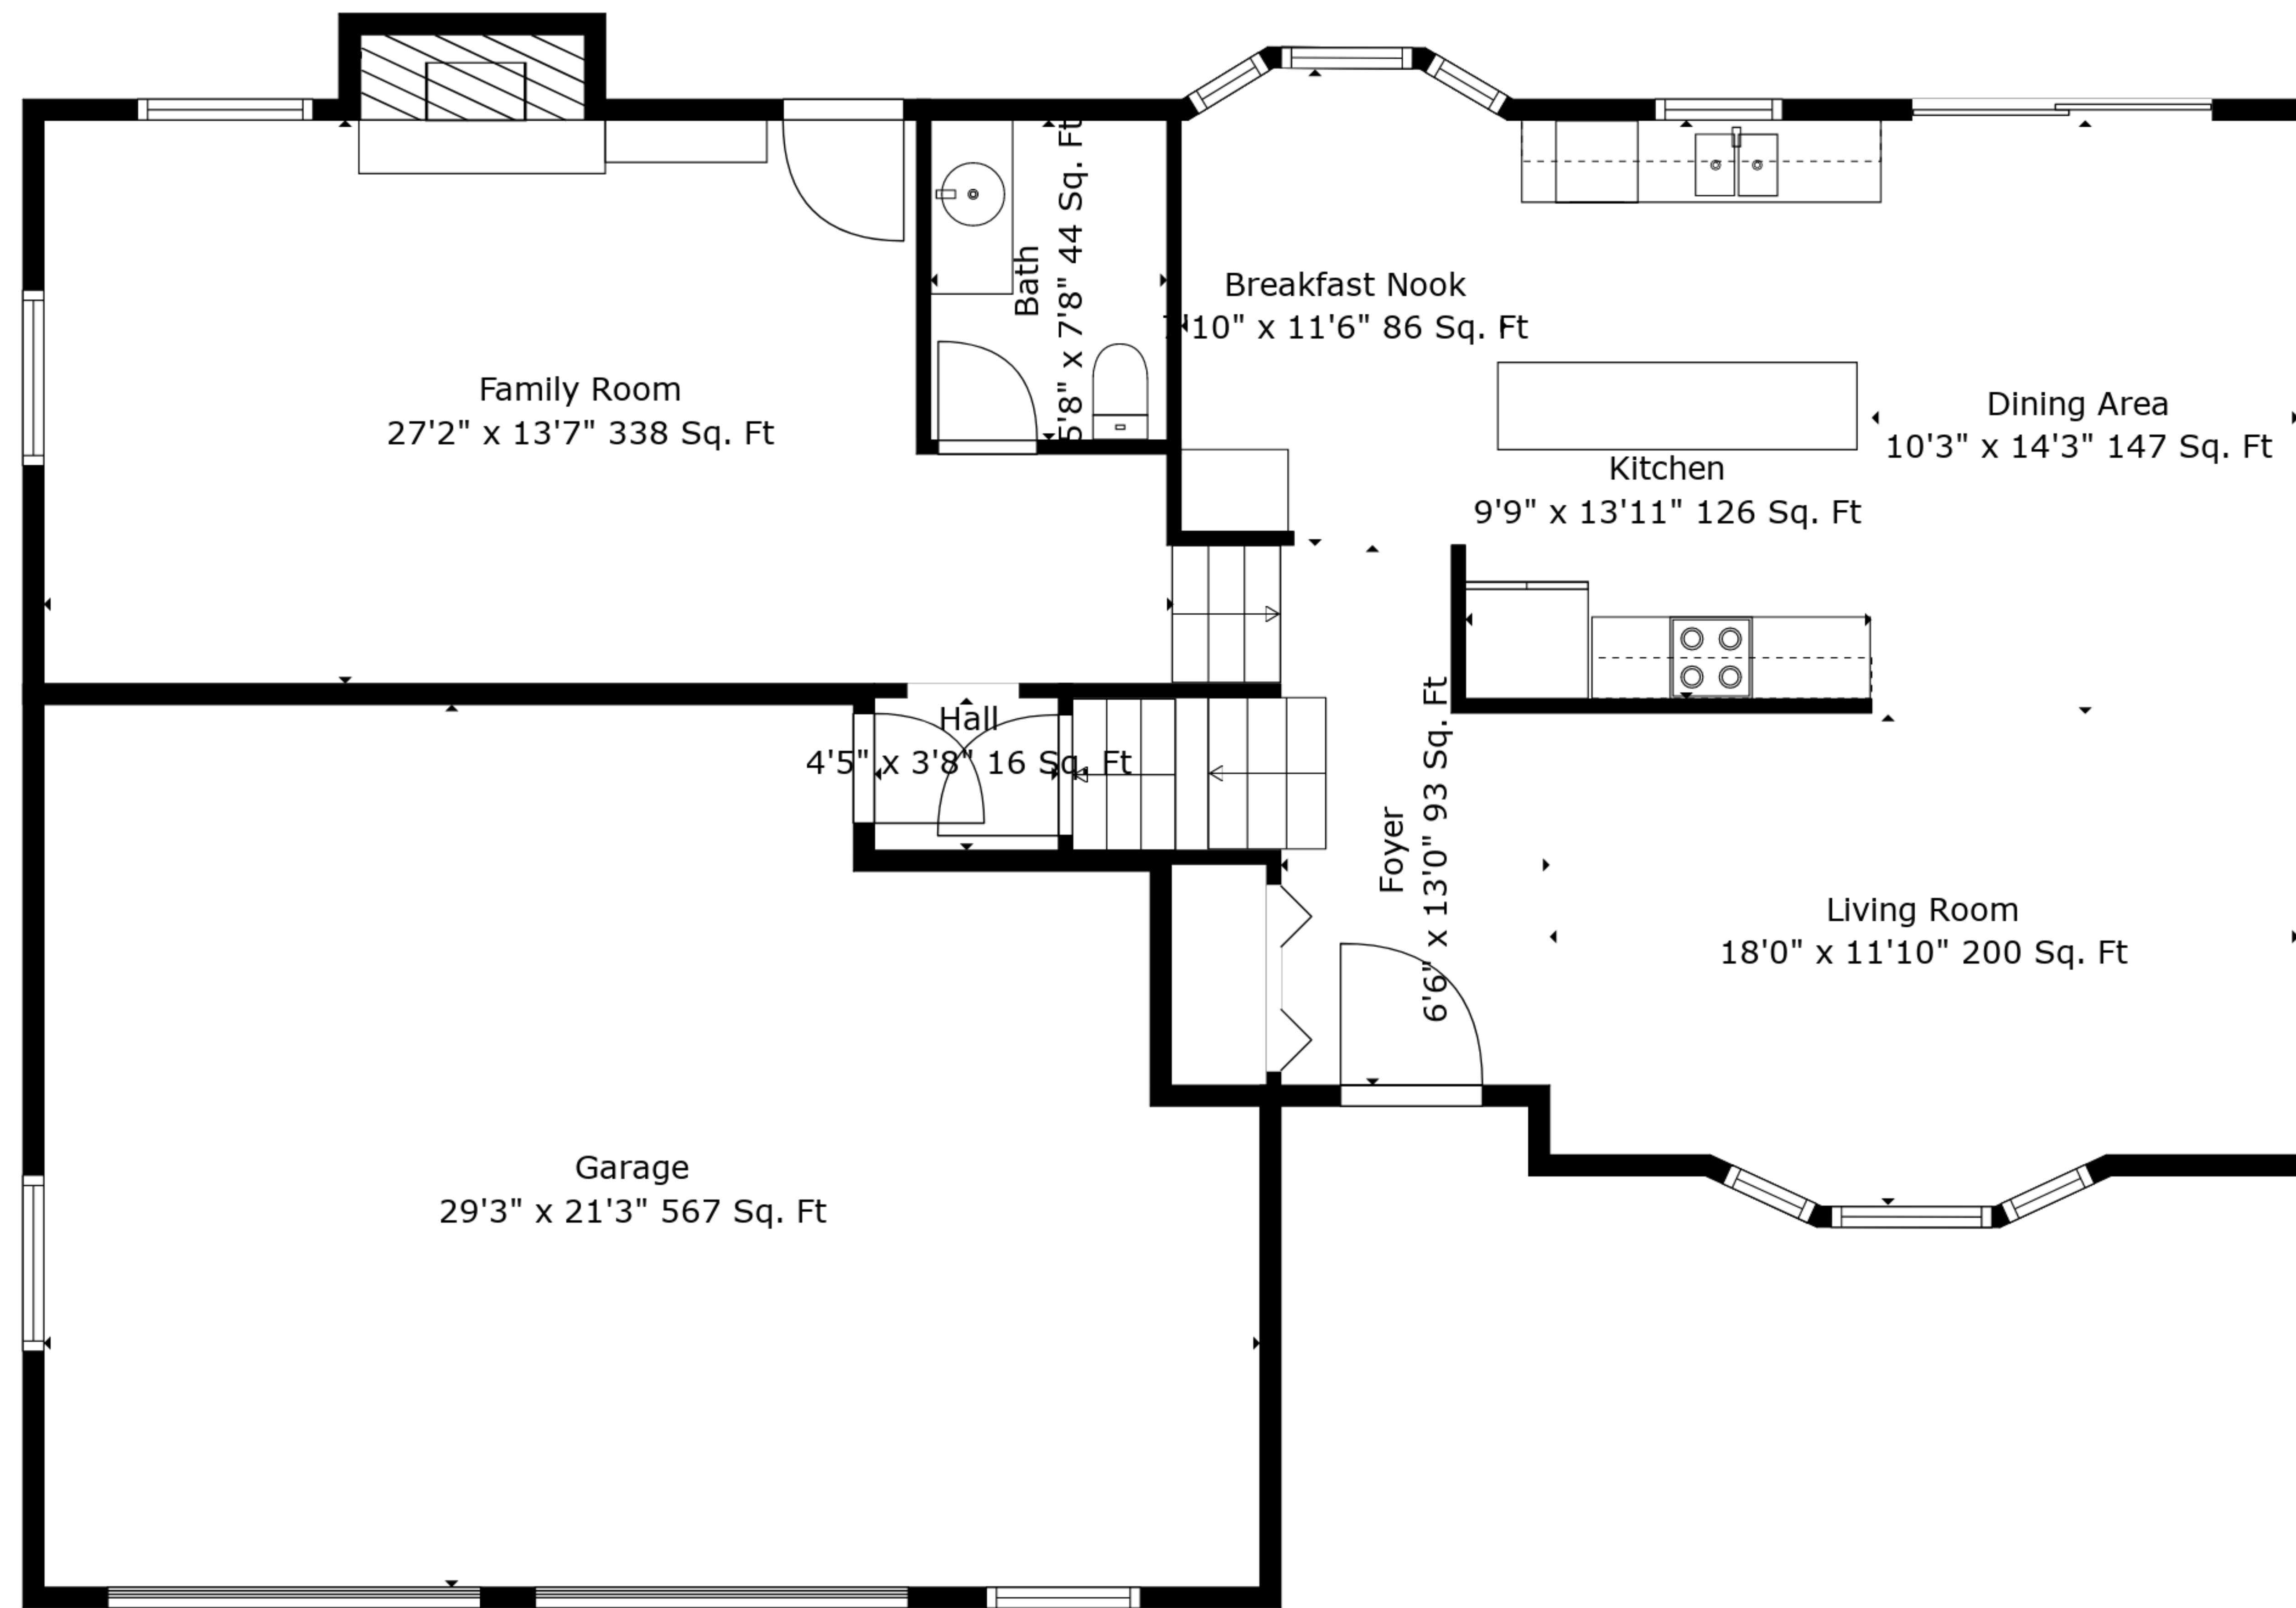 Breakfast Nook
7'10" x 11'6" 86 Sq. Ft
Bath
5'8" x 7'8" 44 Sq. Ft
Family Room
27'2" x 13'7" 338 Sq. Ft
Dining Area
10'3" x 14'3" 147 Sq. Ft
Kitchen
9'9" x 13'11" 126 Sq. Ft
Hall
4'5" x 3'8" 16 Sq. Ft
Foyer
6'6" x 13'0" 93 Sq. Ft
Living Room
18'0" x 11'10" 200 Sq. Ft
Garage
29'3" x 21'3" 567 Sq. Ft